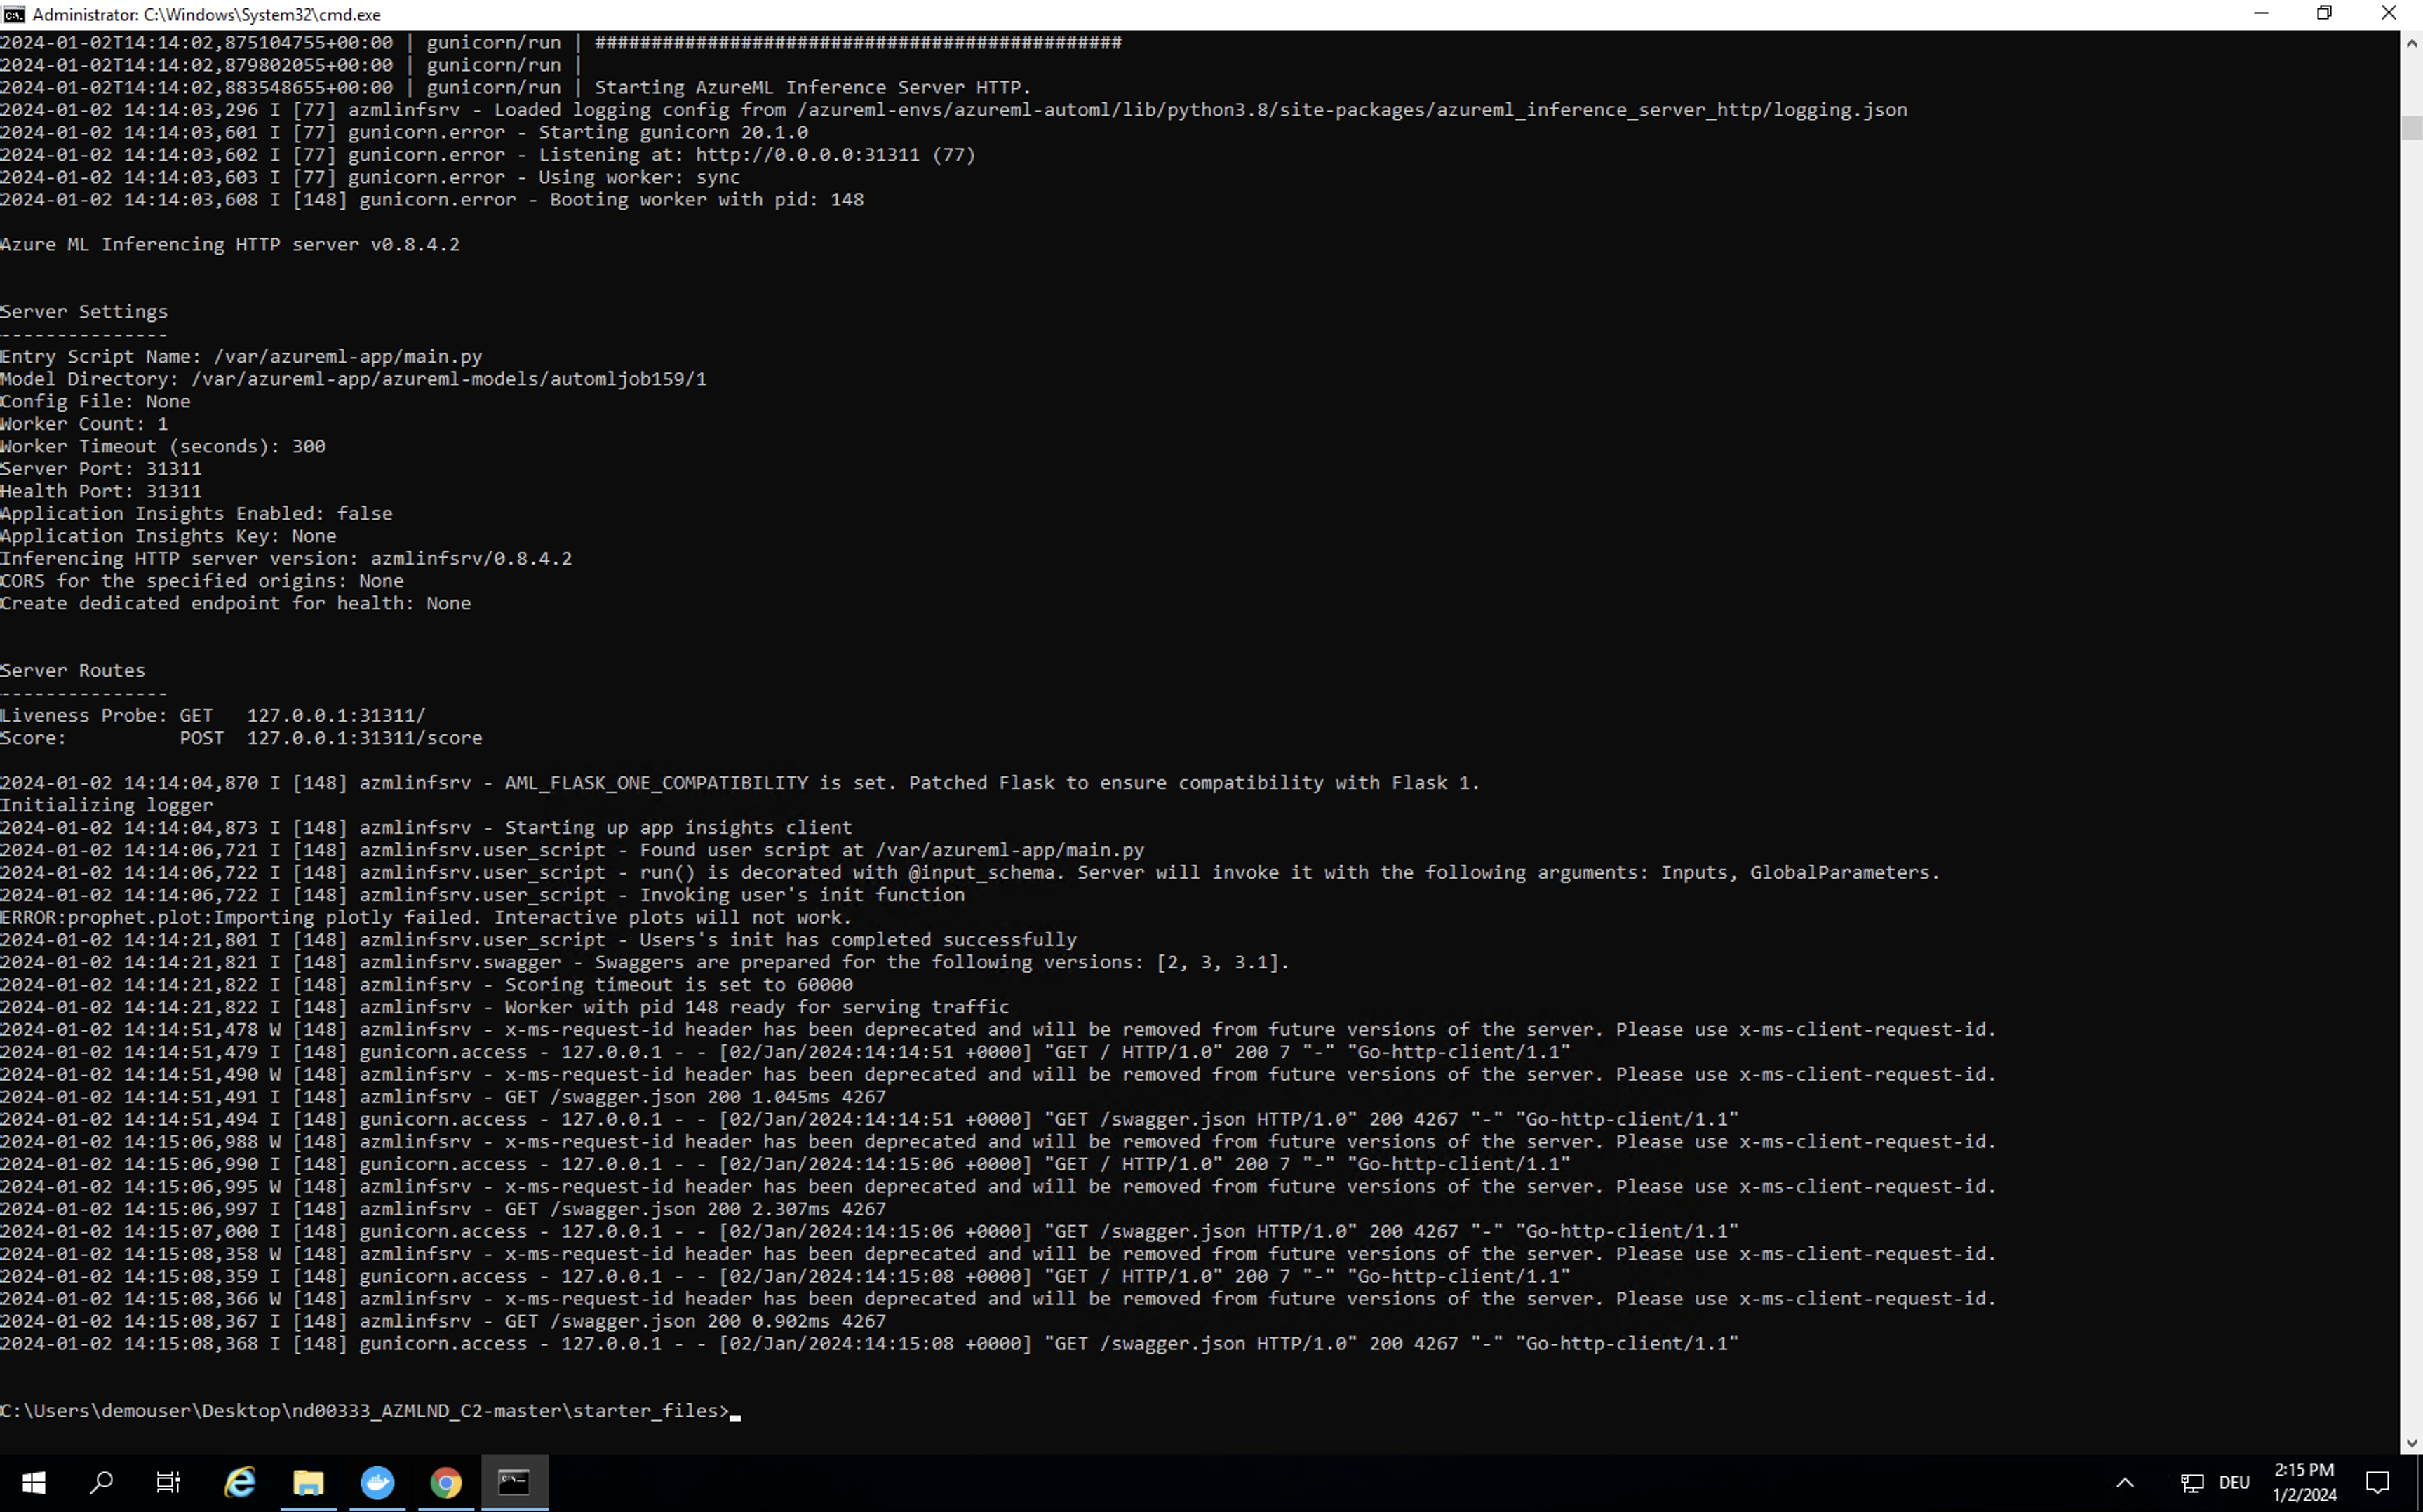 Administrator: C:\Windows\System32\cmd.exe
2024-01-02T14:14:02,875104755+00:00 | gunicorn/run | ###############################################
2024-01-02T14:14:02,879802055+00:00 | gunicorn/run |
2024-01-02T14:14:02,883548655+00:00 | gunicorn/run | Starting AzureML Inference Server HTTP.
2024-01-02 14:14:03,296 I [77] azmlinfsrv - Loaded logging config from /azureml-envs/azureml-automl/lib/python3.8/site-packages/azureml_inference_server_http/logging.json
2024-01-02 14:14:03,601 I [77] gunicorn.error - Starting gunicorn 20.1.0
2024-01-02 14:14:03,602 I [77] gunicorn.error - Listening at: http://0.0.0.0:31311 (77)
2024-01-02 14:14:03,603 I [77] gunicorn.error - Using worker: sync
2024-01-02 14:14:03,608 I [148] gunicorn.error - Booting worker with pid: 148
Azure ML Inferencing HTTP server v0.8.4.2
Server Settings
---------------
Entry Script Name: /var/azureml-app/main.py
Model Directory: /var/azureml-app/azureml-models/automljob159/1
Config File: None
Worker Count: 1
Worker Timeout (seconds): 300
Server Port: 31311
Health Port: 31311
Application Insights Enabled: false
Application Insights Key: None
Inferencing HTTP server version: azmlinfsrv/0.8.4.2
CORS for the specified origins: None
Create dedicated endpoint for health: None
Server Routes
---------------
Liveness Probe: GET   127.0.0.1:31311/
Score:          POST  127.0.0.1:31311/score
2024-01-02 14:14:04,870 I [148] azmlinfsrv - AML_FLASK_ONE_COMPATIBILITY is set. Patched Flask to ensure compatibility with Flask 1.
Initializing logger
2024-01-02 14:14:04,873 I [148] azmlinfsrv - Starting up app insights client
2024-01-02 14:14:06,721 I [148] azmlinfsrv.user_script - Found user script at /var/azureml-app/main.py
2024-01-02 14:14:06,722 I [148] azmlinfsrv.user_script - run() is decorated with @input_schema. Server will invoke it with the following arguments: Inputs, GlobalParameters.
2024-01-02 14:14:06,722 I [148] azmlinfsrv.user_script - Invoking user's init function
ERROR:prophet.plot:Importing plotly failed. Interactive plots will not work.
2024-01-02 14:14:21,801 I [148] azmlinfsrv.user_script - Users's init has completed successfully
2024-01-02 14:14:21,821 I [148] azmlinfsrv.swagger - Swaggers are prepared for the following versions: [2, 3, 3.1].
2024-01-02 14:14:21,822 I [148] azmlinfsrv - Scoring timeout is set to 60000
2024-01-02 14:14:21,822 I [148] azmlinfsrv - Worker with pid 148 ready for serving traffic
2024-01-02 14:14:51,478 W [148] azmlinfsrv - x-ms-request-id header has been deprecated and will be removed from future versions of the server. Please use x-ms-client-request-id.
2024-01-02 14:14:51,479 I [148] gunicorn.access - 127.0.0.1 - - [02/Jan/2024:14:14:51 +0000] "GET / HTTP/1.0" 200 7 "-" "Go-http-client/1.1"
2024-01-02 14:14:51,490 W [148] azmlinfsrv - x-ms-request-id header has been deprecated and will be removed from future versions of the server. Please use x-ms-client-request-id.
2024-01-02 14:14:51,491 I [148] azmlinfsrv - GET /swagger.json 200 1.045ms 4267
2024-01-02 14:14:51,494 I [148] gunicorn.access - 127.0.0.1 - - [02/Jan/2024:14:14:51 +0000] "GET /swagger.json HTTP/1.0" 200 4267 "-" "Go-http-client/1.1"
2024-01-02 14:15:06,988 W [148] azmlinfsrv - x-ms-request-id header has been deprecated and will be removed from future versions of the server. Please use x-ms-client-request-id.
2024-01-02 14:15:06,990 I [148] gunicorn.access - 127.0.0.1 - - [02/Jan/2024:14:15:06 +0000] "GET / HTTP/1.0" 200 7 "-" "Go-http-client/1.1"
2024-01-02 14:15:06,995 W [148] azmlinfsrv - x-ms-request-id header has been deprecated and will be removed from future versions of the server. Please use x-ms-client-request-id.
2024-01-02 14:15:06,997 I [148] azmlinfsrv - GET /swagger.json 200 2.307ms 4267
2024-01-02 14:15:07,000 I [148] gunicorn.access - 127.0.0.1 - - [02/Jan/2024:14:15:06 +0000] "GET /swagger.json HTTP/1.0" 200 4267 "-" "Go-http-client/1.1"
2024-01-02 14:15:08,358 W [148] azmlinfsrv - x-ms-request-id header has been deprecated and will be removed from future versions of the server. Please use x-ms-client-request-id.
2024-01-02 14:15:08,359 I [148] gunicorn.access - 127.0.0.1 - - [02/Jan/2024:14:15:08 +0000] "GET / HTTP/1.0" 200 7 "-" "Go-http-client/1.1"
2024-01-02 14:15:08,366 W [148] azmlinfsrv - x-ms-request-id header has been deprecated and will be removed from future versions of the server. Please use x-ms-client-request-id.
2024-01-02 14:15:08,367 I [148] azmlinfsrv - GET /swagger.json 200 0.902ms 4267
2024-01-02 14:15:08,368 I [148] gunicorn.access - 127.0.0.1 - - [02/Jan/2024:14:15:08 +0000] "GET /swagger.json HTTP/1.0" 200 4267 "-" "Go-http-client/1.1"
C:\Users\demouser\Desktop\nd00333_AZMLND_C2-master\starter_files>
DEU
2:15 PM
1/2/2024